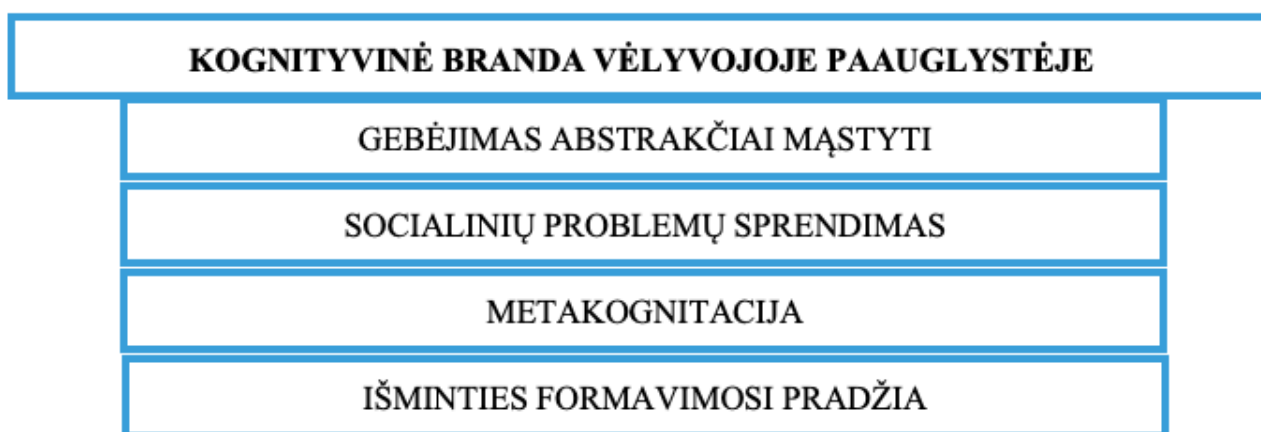 KOGNITYVINĖ BRANDA VĖLYVOJOJE PAAUGLYSTĖJE
GEBĖJIMAS ABSTRAKČIAI MĄSTYTI
SOCIALINIŲ PROBLEMŲ SPRENDIMAS
METAKOGNITACIJA
IŠMINTIES FORMAVIMOSI PRADŽIA